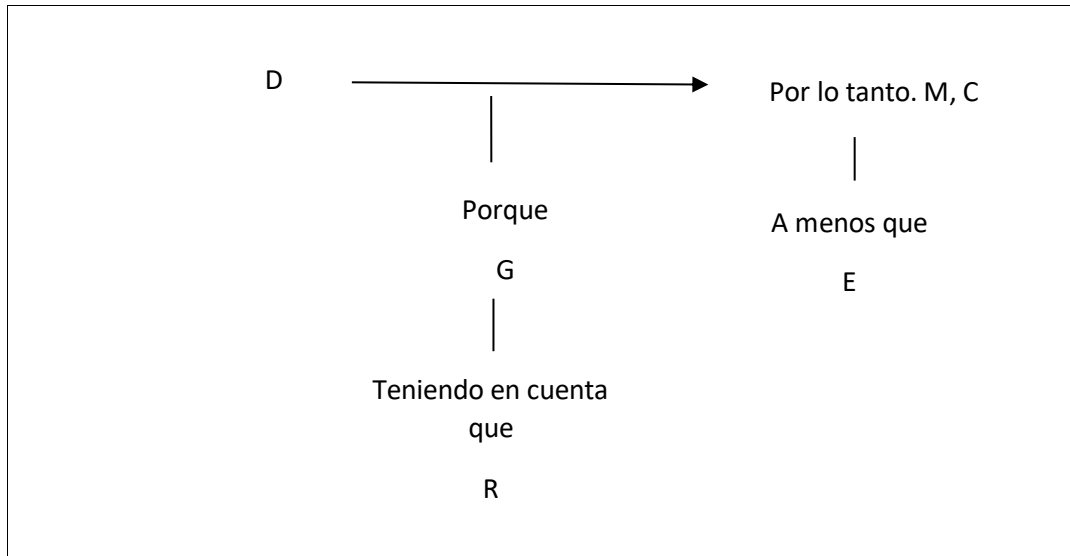 D
Por lo tanto. M, C
Porque
A menos que
G
E
Teniendo en cuenta
que
R